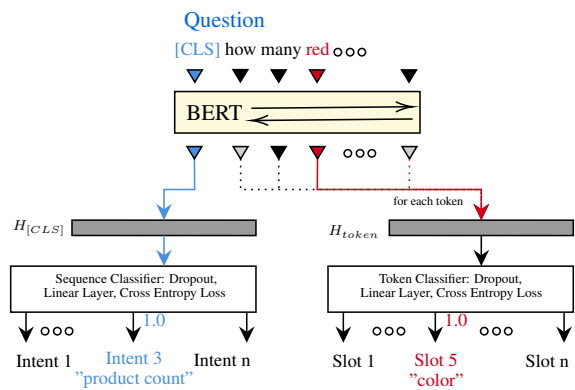 Question
[CLS] how many red
BERT
for each token
H[CLS]
Htoken
Sequence Classifier: Dropout,
Linear Layer, Cross Entropy Loss
Token Classifier: Dropout,
Linear Layer, Cross Entropy Loss
1.0
1.0
Intent 1
Intent 3
"product count"
Intent n
Slot 1
Slot 5
"color"
Slot n